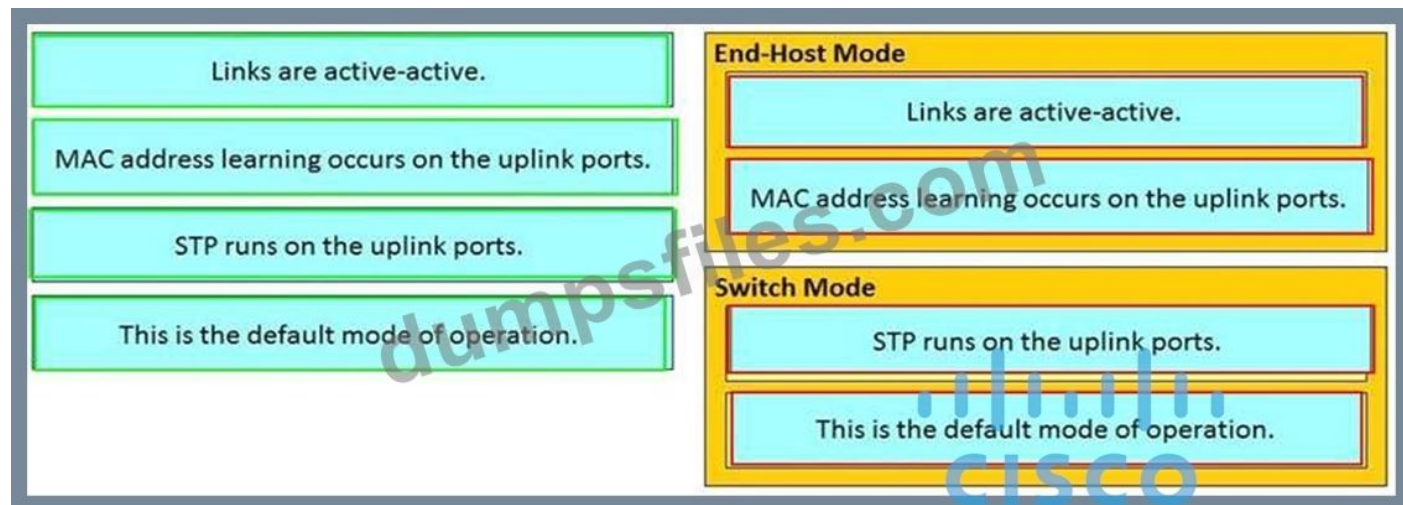 Links are active-active.
MAC address learning occurs on the uplink ports.
STP runs on the uplink ports.
This is the default mode of operation.
End-Host Mode
Links are active-active.
MAC address learning occurs on the uplink ports.
Switch Mode
STP runs on the uplink ports.
This is the default mode of operation.
dumpsfiles.com
CISCO